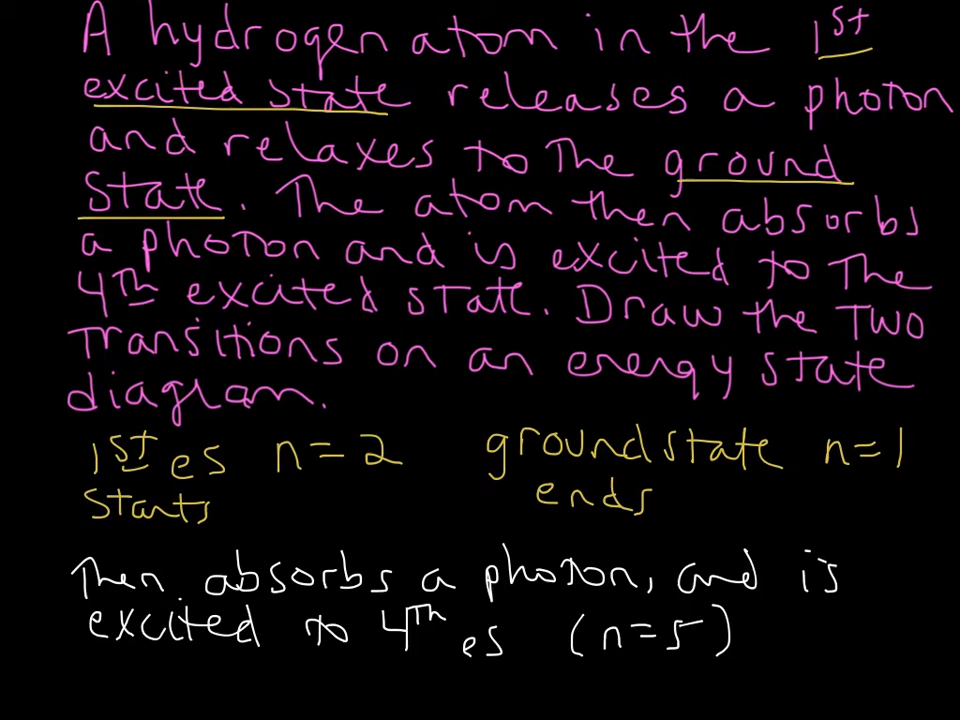 A hydrogen atom in the 1st
excited state releases a photon
and relaxes to the ground
state. The atom then absorbs
a photon and is excited to the
4th excited state. Draw the two
transitions on an energy state
diagram.
1st es n=2 ground state n=1
starts ends
Then absorbs a photon, and is
excited to 4th es (n=5)